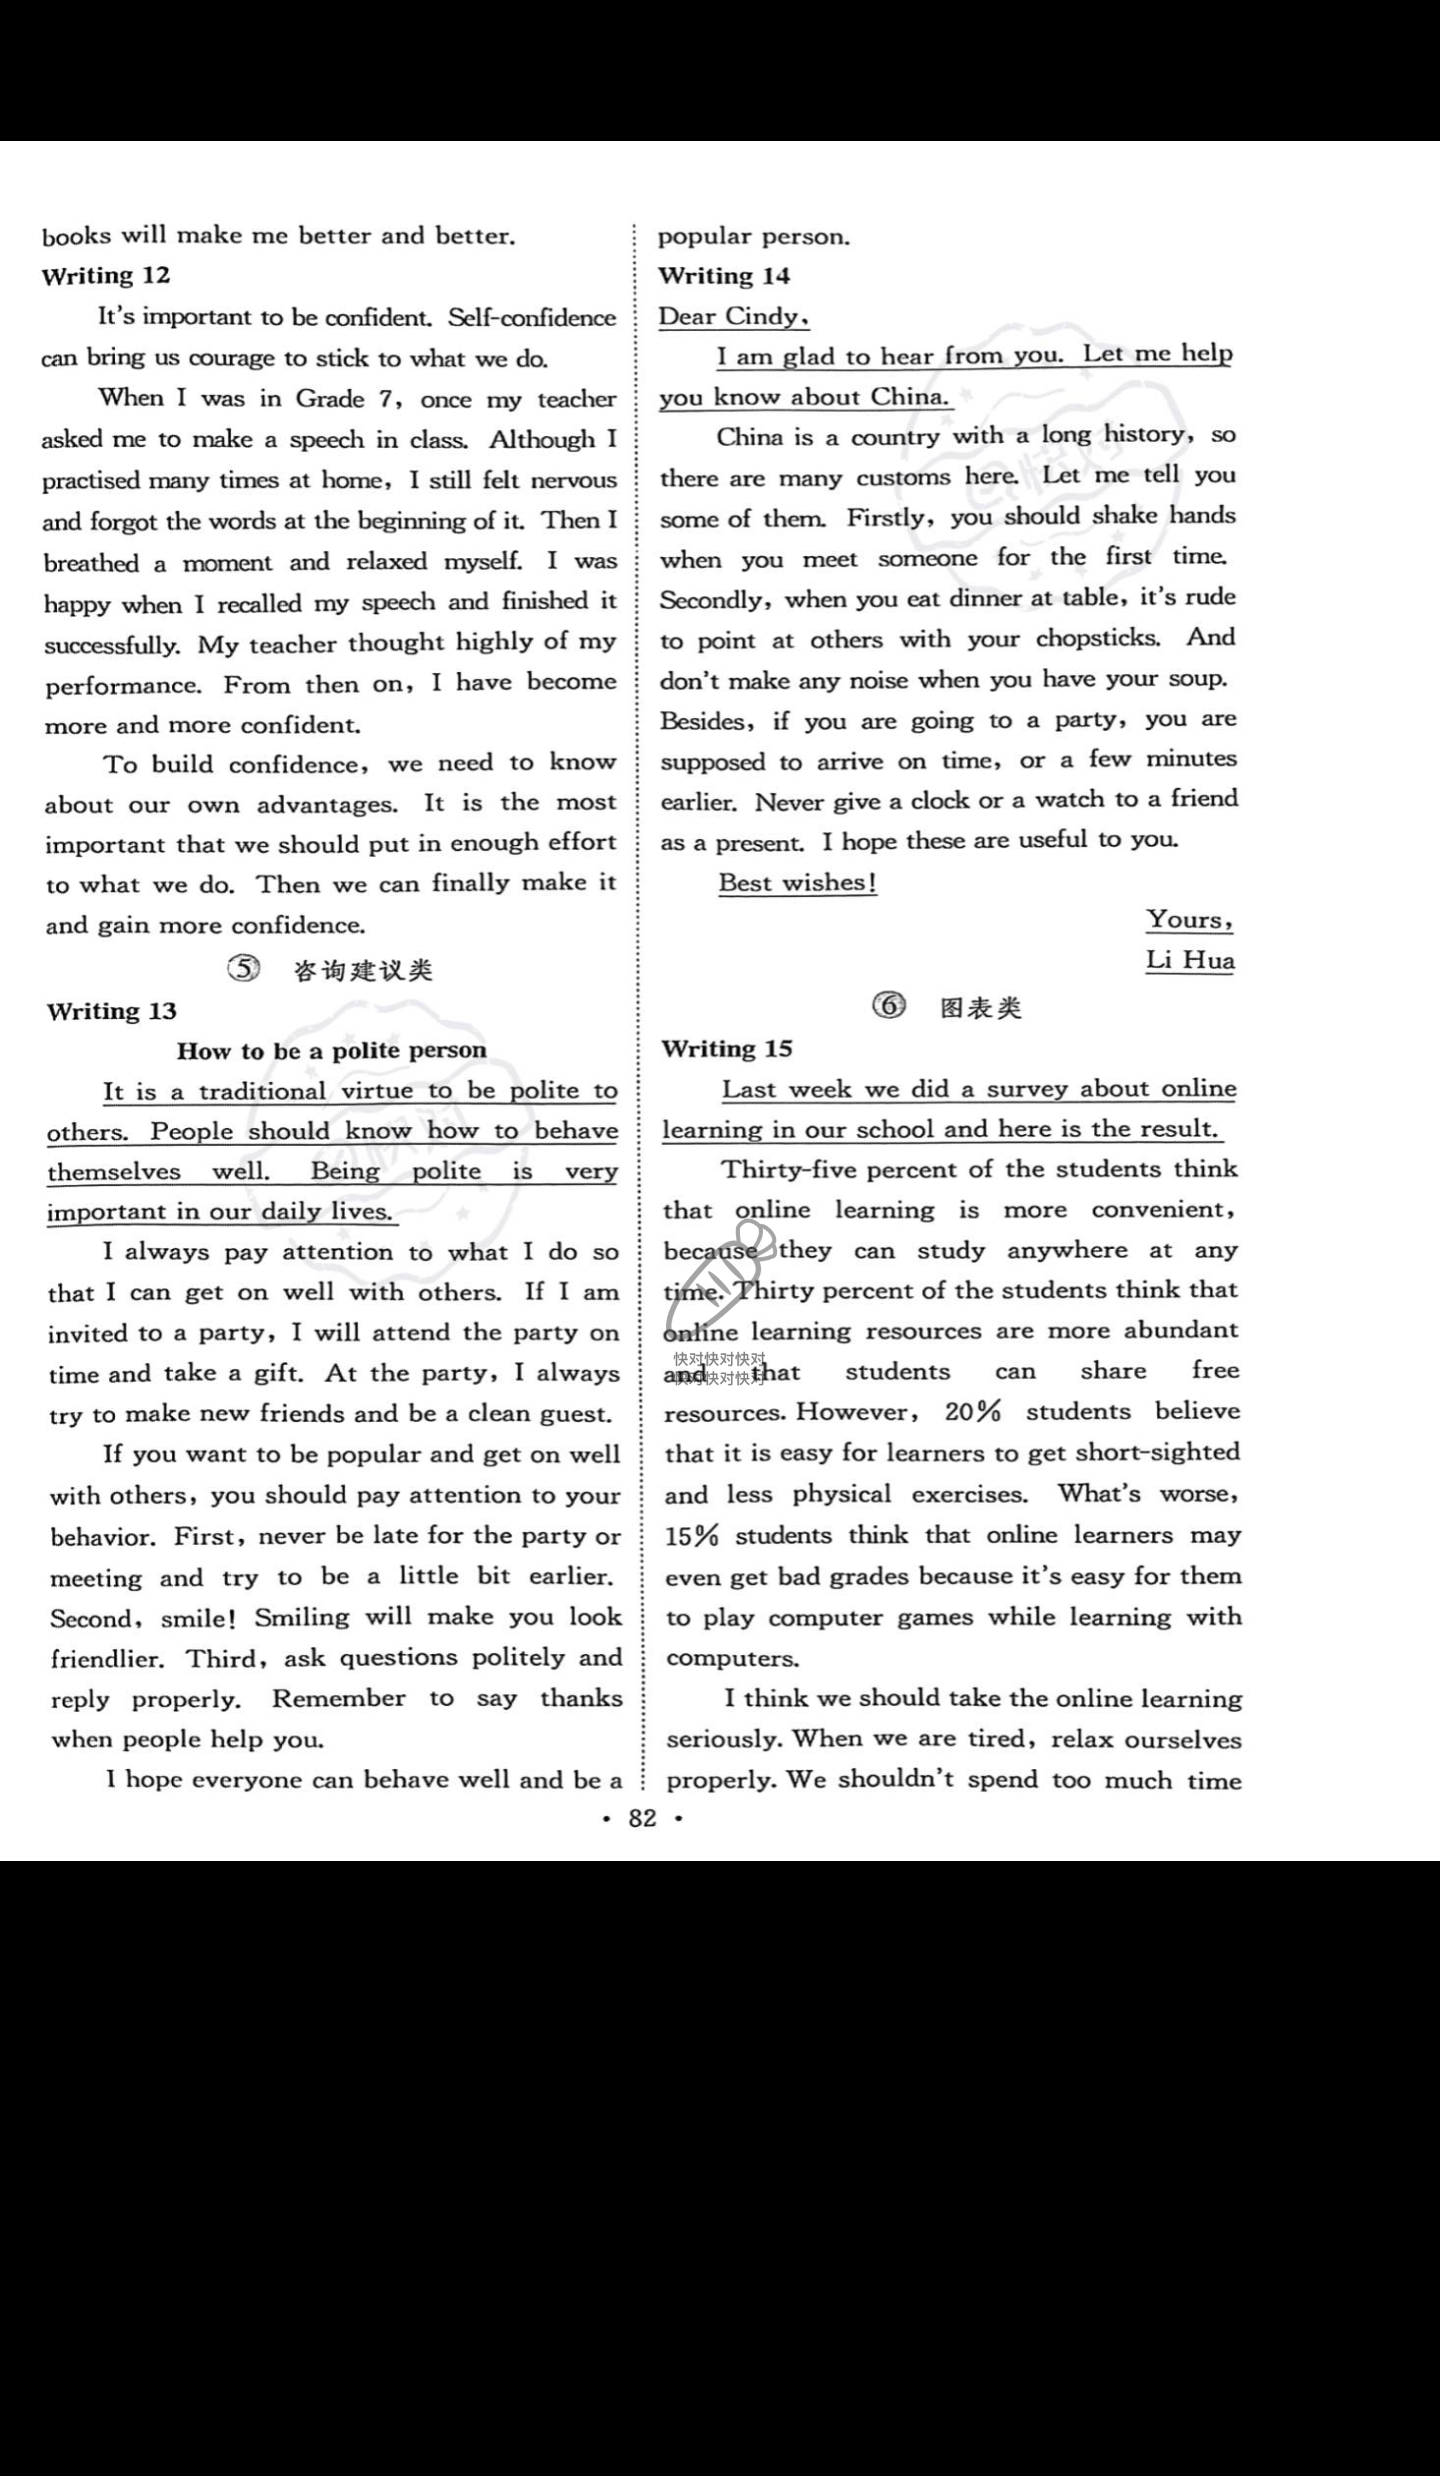 books will make me better and better.
Writing 12
It's important to be confident. Self-confidence
can bring us courage to stick to what we do.
When I was in Grade 7, once my teacher
asked me to make a speech in class. Although I
practised many times at home, I still felt nervous
and forgot the words at the beginning of it. Then I
breathed a moment and relaxed myself. I was
happy when I recalled my speech and finished it
successfully. My teacher thought highly of my
performance. From then on, I have become
more and more confident.
To build confidence, we need to know
about our own advantages. It is the most
important that we should put in enough effort
to what we do. Then we can finally make it
and gain more confidence.
⑤ 咨询建议类
Writing 13
How to be a polite person
It is a traditional virtue to be polite to
others. People should know how to behave
themselves well. Being polite is very
important in our daily lives.
I always pay attention to what I do so
that I can get on well with others. If I am
invited to a party, I will attend the party on
time and take a gift. At the party, I always
try to make new friends and be a clean guest.
If you want to be popular and get on well
with others, you should pay attention to your
behavior. First, never be late for the party or
meeting and try to be a little bit earlier.
Second, smile! Smiling will make you look
friendlier. Third, ask questions politely and
reply properly. Remember to say thanks
when people help you.
I hope everyone can behave well and be a
popular person.
Writing 14
Dear Cindy,
I am glad to hear from you. Let me help
you know about China.
China is a country with a long history, so
there are many customs here. Let me tell you
some of them. Firstly, you should shake hands
when you meet someone for the first time.
Secondly, when you eat dinner at table, it's rude
to point at others with your chopsticks. And
don't make any noise when you have your soup.
Besides, if you are going to a party, you are
supposed to arrive on time, or a few minutes
earlier. Never give a clock or a watch to a friend
as a present. I hope these are useful to you.
Best wishes!
Yours,
Li Hua
⑥ 图表类
Writing 15
Last week we did a survey about online
learning in our school and here is the result.
Thirty-five percent of the students think
that online learning is more convenient,
because they can study anywhere at any
time. Thirty percent of the students think that
online learning resources are more abundant
and that students can share free
resources. However, 20% students believe
that it is easy for learners to get short-sighted
and less physical exercises. What's worse,
15% students think that online learners may
even get bad grades because it's easy for them
to play computer games while learning with
computers.
I think we should take the online learning
seriously. When we are tired, relax ourselves
properly. We shouldn't spend too much time
• 82 •
快对快对快对
快对快对快对